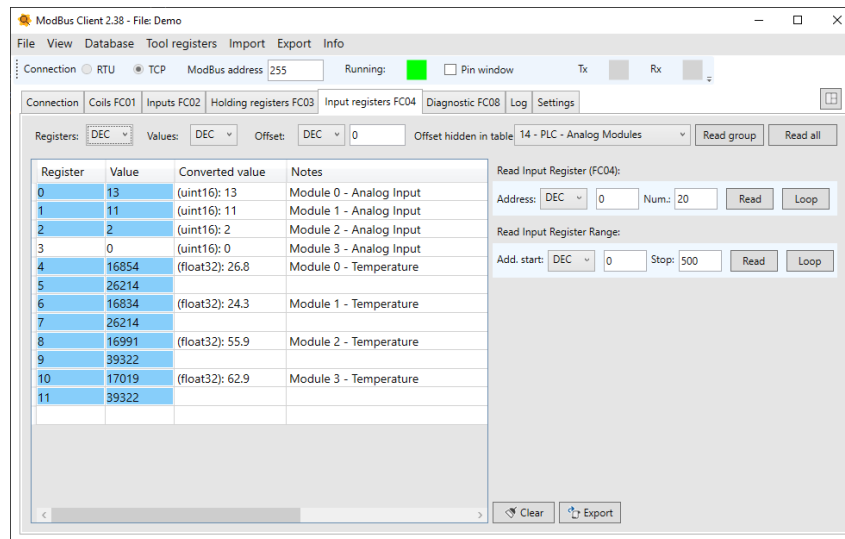 ModBus Client 2.38 - File: Demo
File View Database Tool registers Import Export Info
Connection RTU TCP ModBus address 255 Running: Pin window Tx Rx
Connection Coils FC01 Inputs FC02 Holding registers FC03 Input registers FC04 Diagnostic FC08 Log Settings
Registers: DEC Values: DEC Offset: DEC 0 Offset hidden in table 14 - PLC - Analog Modules Read group Read all
Register Value Converted value Notes
0 13 (uint16): 13 Module 0 - Analog Input
1 11 (uint16): 11 Module 1 - Analog Input
2 2 (uint16): 2 Module 2 - Analog Input
3 0 (uint16): 0 Module 3 - Analog Input
4 16854 (float32): 26.8 Module 0 - Temperature
5 26214
6 16834 (float32): 24.3 Module 1 - Temperature
7 26214
8 16991 (float32): 55.9 Module 2 - Temperature
9 39322
10 17019 (float32): 62.9 Module 3 - Temperature
11 39322
Read Input Register (FC04):
Address: DEC 0 Num.: 20 Read Loop
Read Input Register Range:
Add. start: DEC 0 Stop: 500 Read Loop
Clear Export